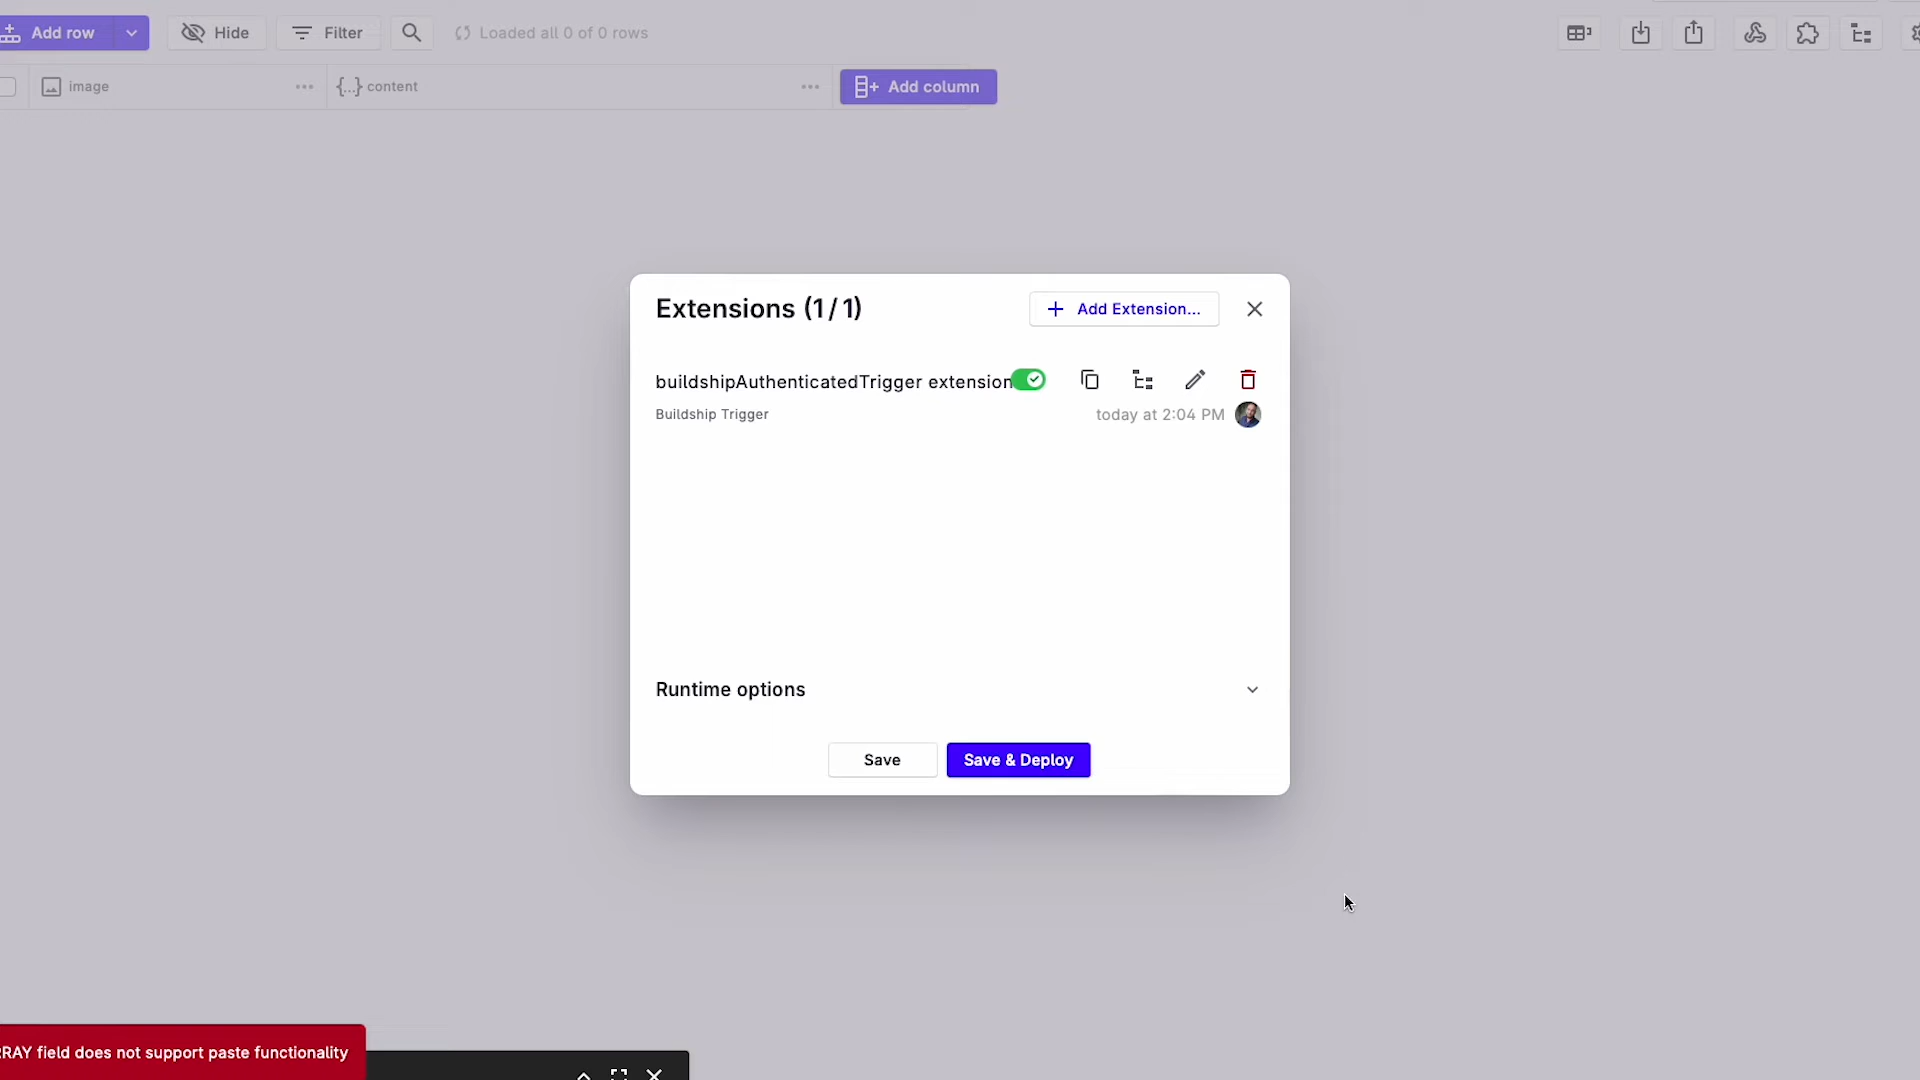 Add row
Hide
Filter
Loaded all 0 of 0 rows
image
{...} content
Add column
Extensions (1/1)
Add Extension...
buildshipAuthenticatedTrigger extension
Buildship Trigger
today at 2:04 PM
Runtime options
Save
Save & Deploy
field does not support paste functionality